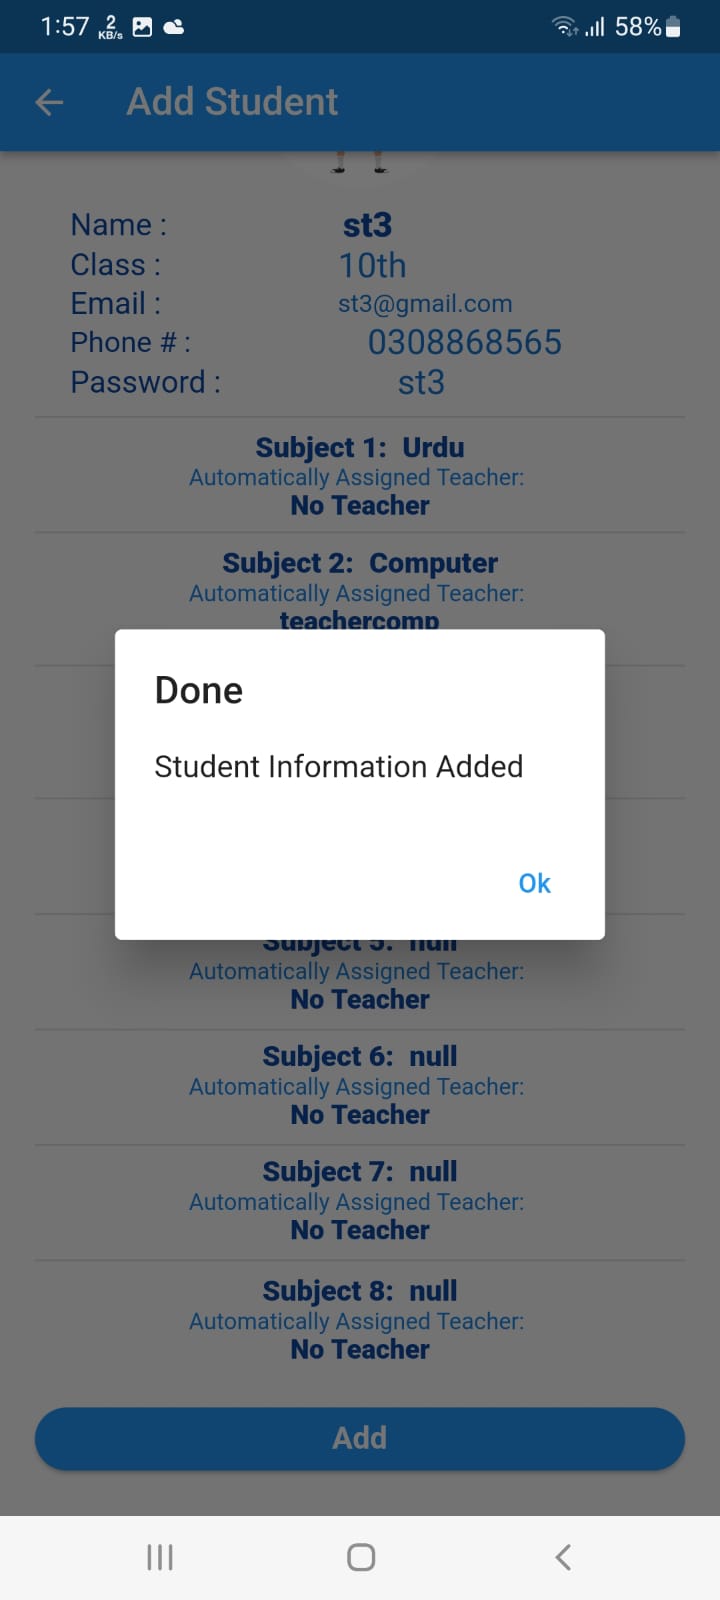 1:57 2 KB/s 58%
Add Student
Name : st3
Class : 10th
Email : st3@gmail.com
Phone # : 0308868565
Password : st3
Subject 1: Urdu
Automatically Assigned Teacher:
No Teacher
Subject 2: Computer
Automatically Assigned Teacher:
teachercomp
Done
Student Information Added
Ok
Subject 5: null
Automatically Assigned Teacher:
No Teacher
Subject 6: null
Automatically Assigned Teacher:
No Teacher
Subject 7: null
Automatically Assigned Teacher:
No Teacher
Subject 8: null
Automatically Assigned Teacher:
No Teacher
Add